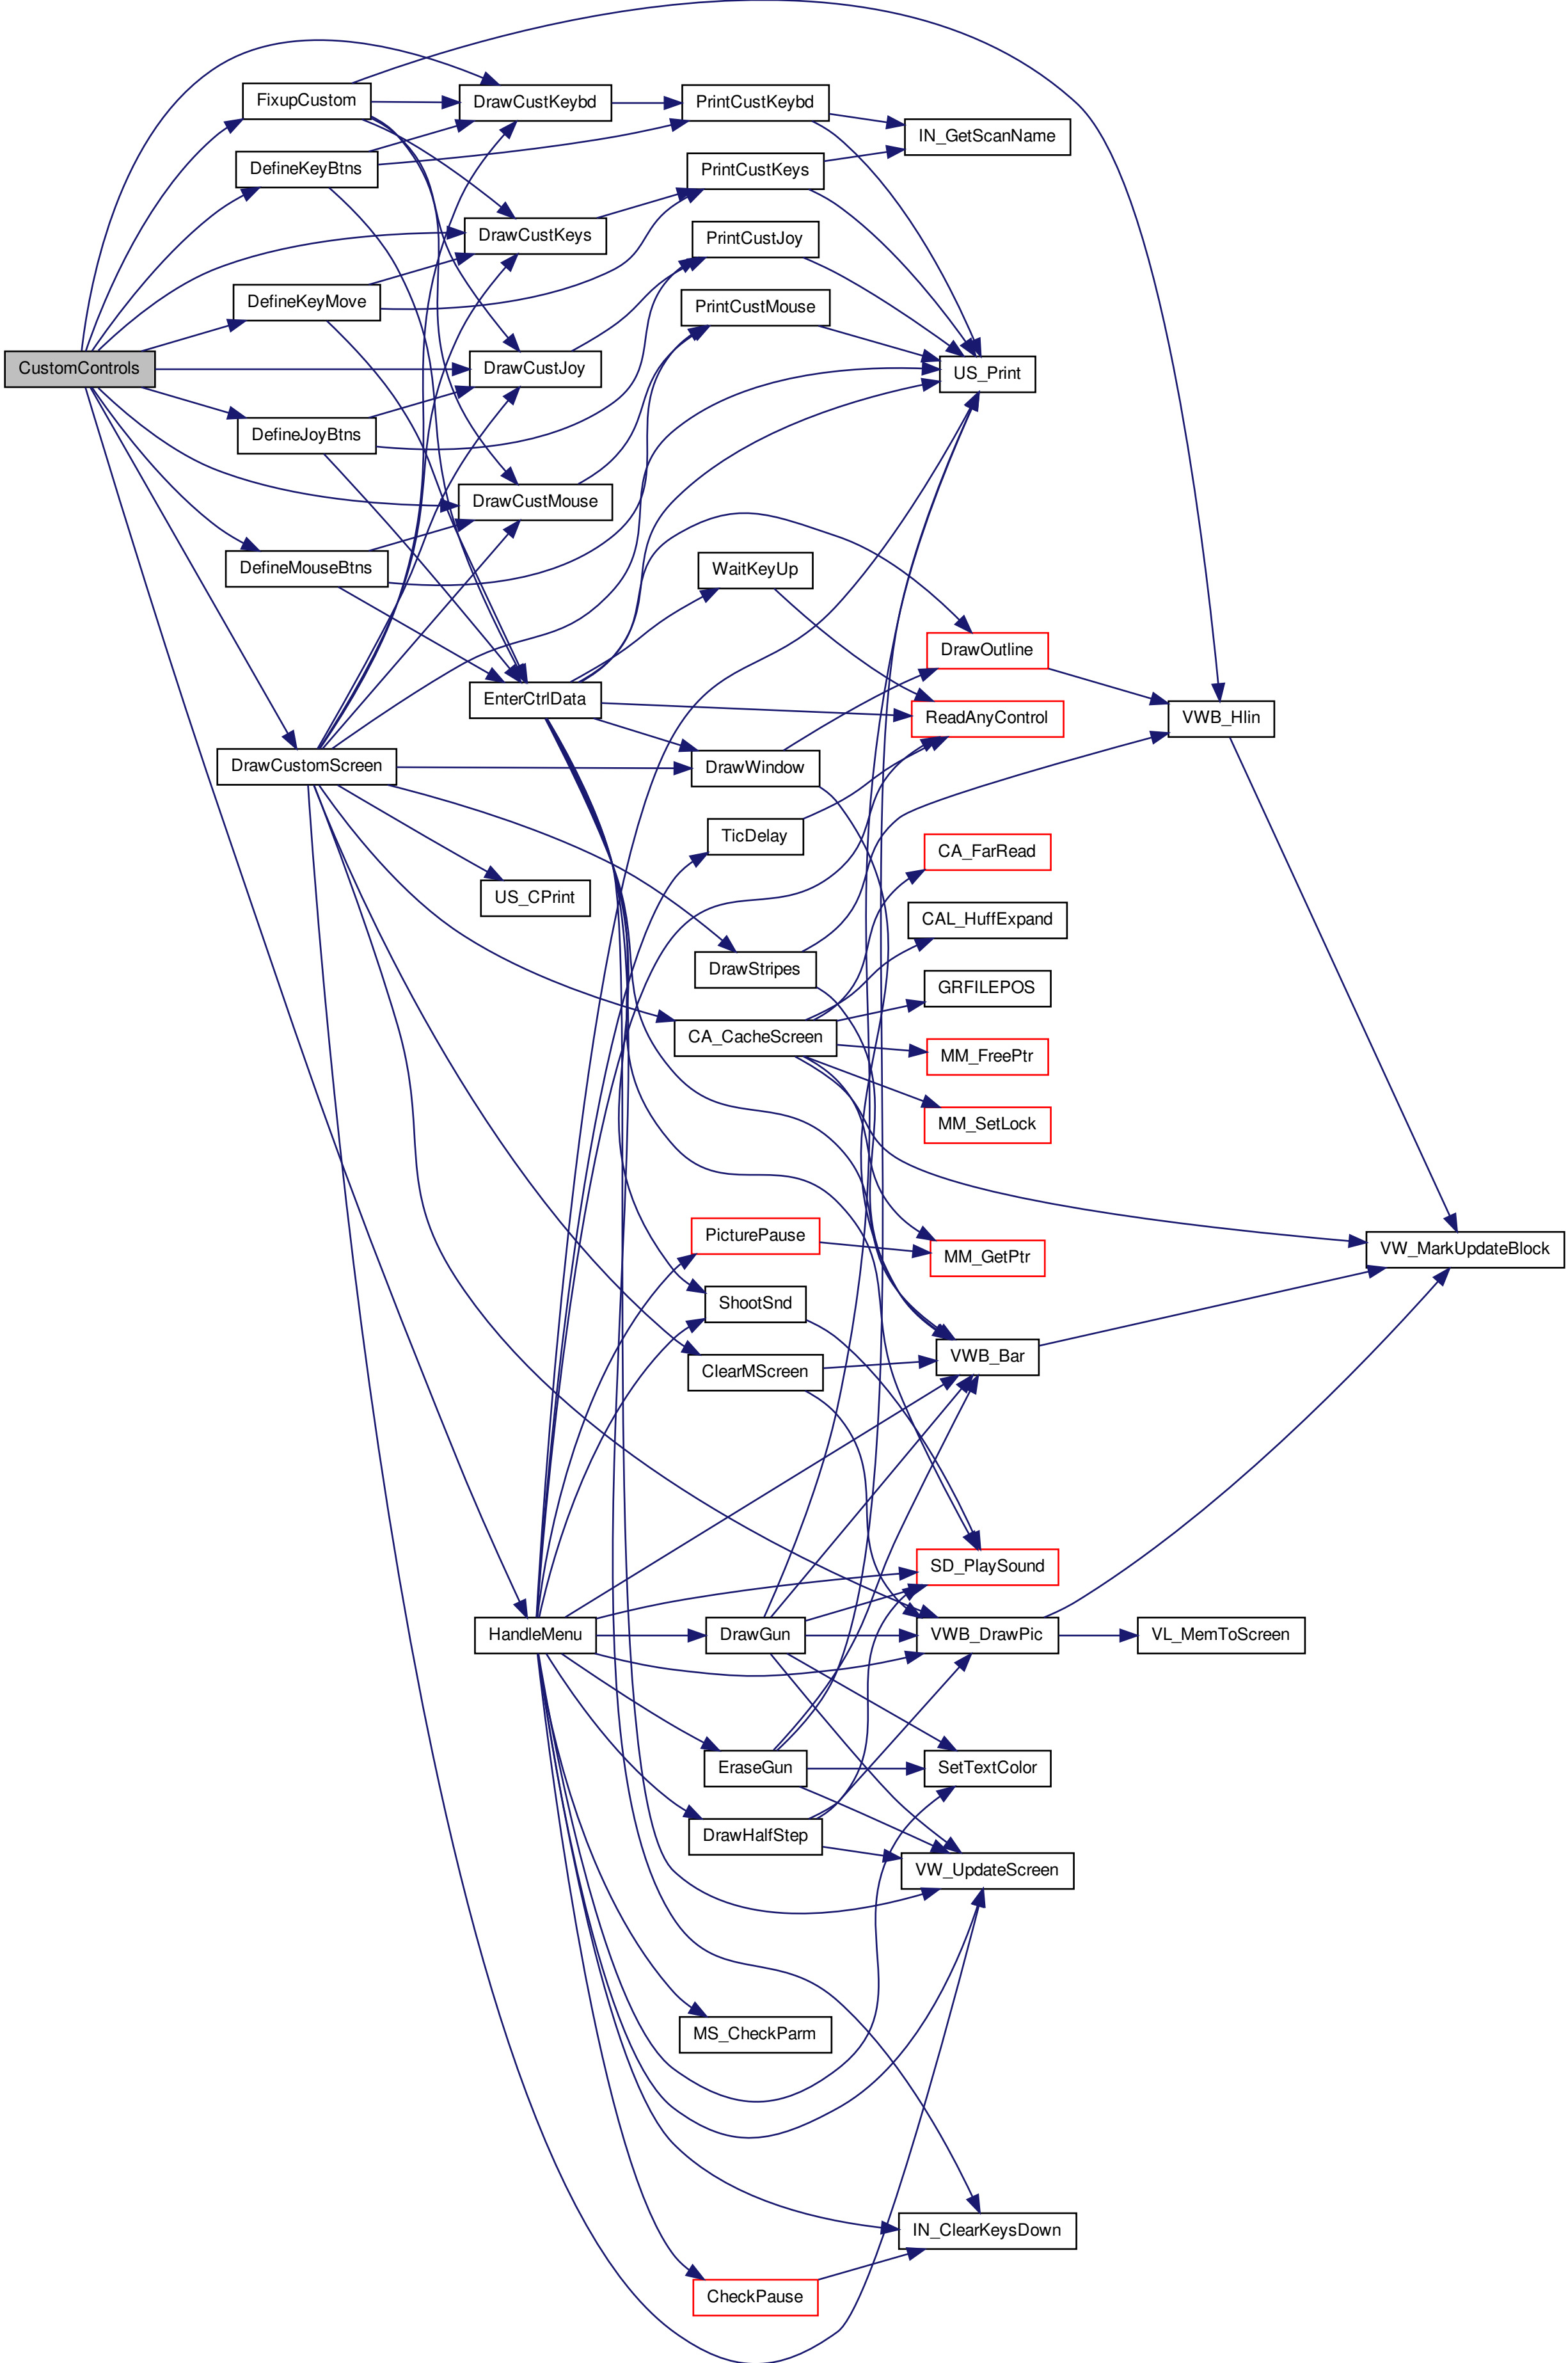 FixupCustom
DrawCustKeybd
PrintCustKeybd
IN_GetScanName
DefineKeyBtns
PrintCustKeys
DrawCustKeys
PrintCustJoy
DefineKeyMove
PrintCustMouse
CustomControls
DrawCustJoy
US_Print
DefineJoyBtns
DrawCustMouse
DefineMouseBtns
WaitKeyUp
DrawOutline
EnterCtrlData
ReadAnyControl
VWB_Hlin
DrawCustomScreen
DrawWindow
TicDelay
CA_FarRead
US_CPrint
CAL_HuffExpand
DrawStripes
GRFILEPOS
CA_CacheScreen
MM_FreePtr
MM_SetLock
PicturePause
MM_GetPtr
VW_MarkUpdateBlock
ShootSnd
ClearMScreen
VWB_Bar
SD_PlaySound
HandleMenu
DrawGun
VWB_DrawPic
VL_MemToScreen
EraseGun
SetTextColor
DrawHalfStep
VW_UpdateScreen
MS_CheckParm
IN_ClearKeysDown
CheckPause